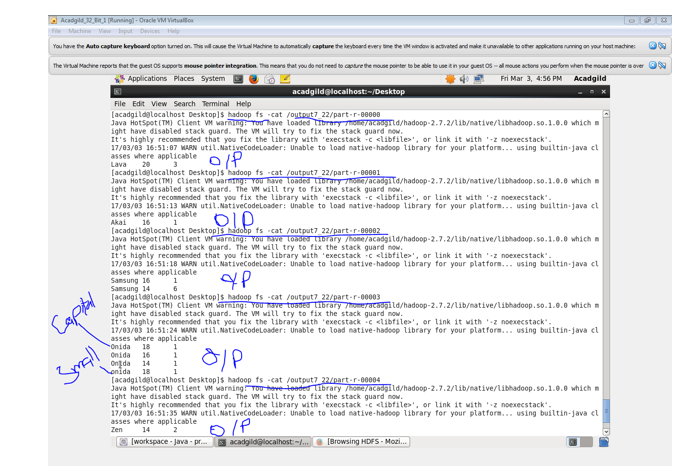 Acadgild_32_Bit_1 [Running] - Oracle VM VirtualBox
File Machine View Input Devices Help
You have the Auto capture keyboard option turned on. This will cause the Virtual Machine to automatically capture the keyboard every time the VM window is activated and make it unavailable to other applications running on your host machine:
The Virtual Machine reports that the guest OS supports mouse pointer integration. This means that you do not need to capture the mouse pointer to be able to use it in your guest OS -- all mouse actions you perform when the mouse pointer is over
Applications Places System Fri Mar 3, 4:56 PM Acadgild
acadgild@localhost:~/Desktop
File Edit View Search Terminal Help
[acadgild@localhost Desktop]$ hadoop fs -cat /output7_22/part-r-00000
Java HotSpot(TM) Client VM warning: You have loaded library /home/acadgild/hadoop-2.7.2/lib/native/libhadoop.so.1.0.0 which m
ight have disabled stack guard. The VM will try to fix the stack guard now.
It's highly recommended that you fix the library with 'execstack -c <libfile>', or link it with '-z noexecstack'.
17/03/03 16:51:07 WARN util.NativeCodeLoader: Unable to load native-hadoop library for your platform... using builtin-java cl
asses where applicable
Lava 20 3
O/P
[acadgild@localhost Desktop]$ hadoop fs -cat /output7_22/part-r-00001
Java HotSpot(TM) Client VM warning: You have loaded library /home/acadgild/hadoop-2.7.2/lib/native/libhadoop.so.1.0.0 which m
ight have disabled stack guard. The VM will try to fix the stack guard now.
It's highly recommended that you fix the library with 'execstack -c <libfile>', or link it with '-z noexecstack'.
17/03/03 16:51:13 WARN util.NativeCodeLoader: Unable to load native-hadoop library for your platform... using builtin-java cl
asses where applicable
Akai 16 1
O/P
[acadgild@localhost Desktop]$ hadoop fs -cat /output7_22/part-r-00002
Java HotSpot(TM) Client VM warning: You have loaded library /home/acadgild/hadoop-2.7.2/lib/native/libhadoop.so.1.0.0 which m
ight have disabled stack guard. The VM will try to fix the stack guard now.
It's highly recommended that you fix the library with 'execstack -c <libfile>', or link it with '-z noexecstack'.
17/03/03 16:51:18 WARN util.NativeCodeLoader: Unable to load native-hadoop library for your platform... using builtin-java cl
asses where applicable
Samsung 16 1
Samsung 14 6
O/P
[acadgild@localhost Desktop]$ hadoop fs -cat /output7_22/part-r-00003
Java HotSpot(TM) Client VM warning: You have loaded library /home/acadgild/hadoop-2.7.2/lib/native/libhadoop.so.1.0.0 which m
ight have disabled stack guard. The VM will try to fix the stack guard now.
It's highly recommended that you fix the library with 'execstack -c <libfile>', or link it with '-z noexecstack'.
17/03/03 16:51:24 WARN util.NativeCodeLoader: Unable to load native-hadoop library for your platform... using builtin-java cl
asses where applicable
Capital
Onida 18 1
Onida 16 1
Onida 14 1
Small
onida 18 1
O/P
[acadgild@localhost Desktop]$ hadoop fs -cat /output7_22/part-r-00004
Java HotSpot(TM) Client VM warning: You have loaded library /home/acadgild/hadoop-2.7.2/lib/native/libhadoop.so.1.0.0 which m
ight have disabled stack guard. The VM will try to fix the stack guard now.
It's highly recommended that you fix the library with 'execstack -c <libfile>', or link it with '-z noexecstack'.
17/03/03 16:51:35 WARN util.NativeCodeLoader: Unable to load native-hadoop library for your platform... using builtin-java cl
asses where applicable
Zen 14 2
O/P
[workspace - Java - pr... acadgild@localhost:~/... [Browsing HDFS - Mozi...